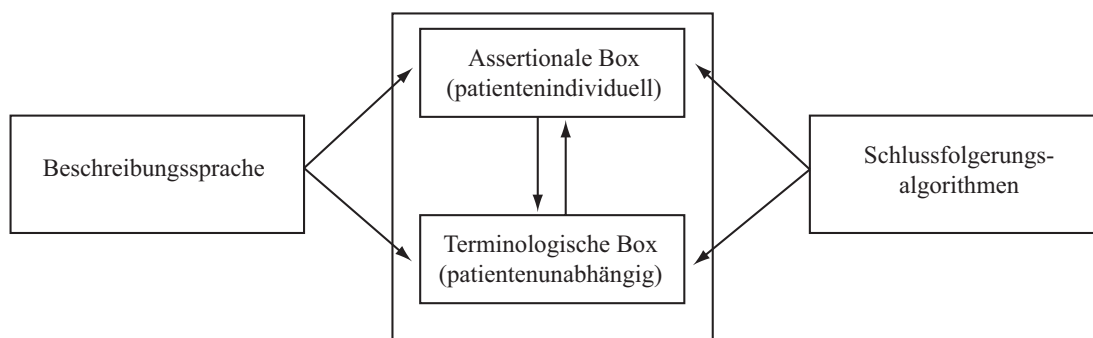 Assertionale Box
(patientenindividuell)
Beschreibungssprache
Schlussfolgerungs-
algorithmen
Terminologische Box
(patientenunabhängig)